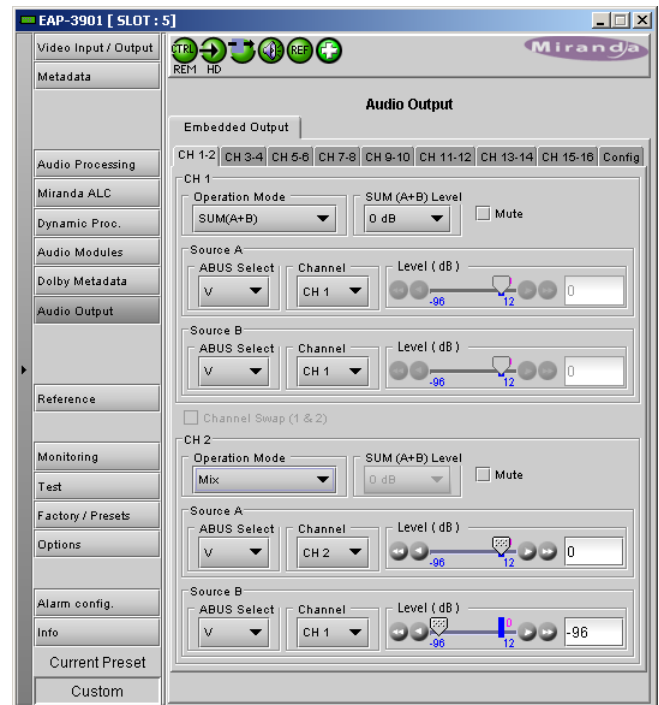 EAP-3901 [ SLOT : 5]
Video Input / Output
Metadata
Audio Processing
Miranda ALC
Dynamic Proc.
Audio Modules
Dolby Metadata
Audio Output
Reference
Monitoring
Test
Factory / Presets
Options
Alarm config.
Info
Current Preset
Custom
CTRL REF
REM HD
Miranda
Audio Output
Embedded Output
CH 1-2 CH 3-4 CH 5-6 CH 7-8 CH 9-10 CH 11-12 CH 13-14 CH 15-16 Config
CH 1
Operation Mode SUM (A+B) Level
SUM(A+B) 0 dB Mute
Source A
ABUS Select Channel Level ( dB )
V CH 1 0
-96 12
Source B
ABUS Select Channel Level ( dB )
V CH 1 0
-96 12
Channel Swap (1 & 2)
CH 2
Operation Mode SUM (A+B) Level
Mix 0 dB Mute
Source A
ABUS Select Channel Level ( dB )
V CH 2 0
-96 12
Source B
ABUS Select Channel Level ( dB )
0
V CH 1 -96
-96 12